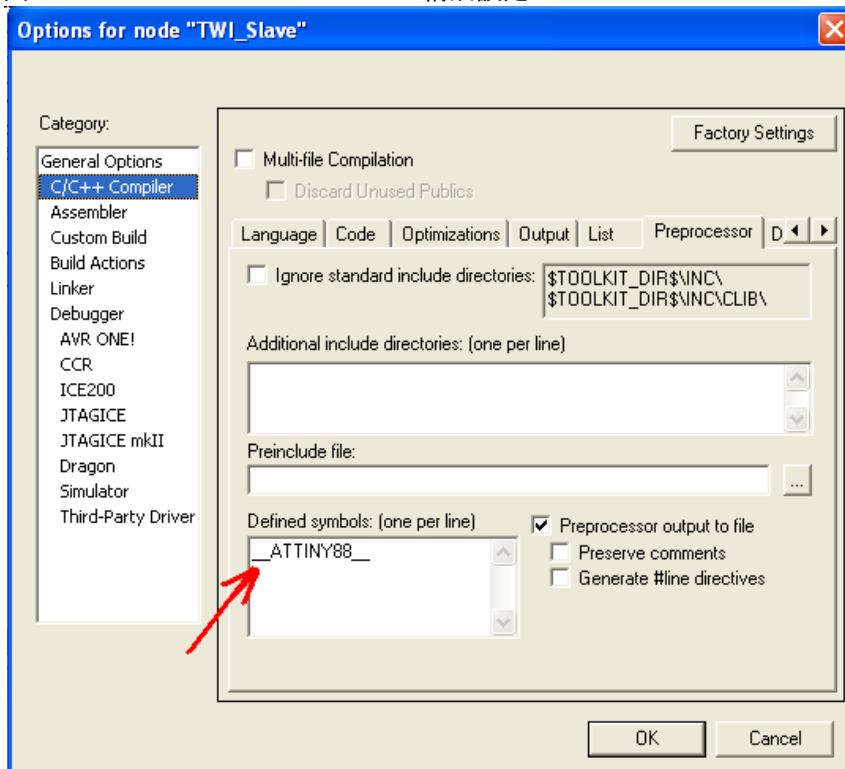 Options for node "TWI_Slave"
Category:
General Options
C/C++ Compiler
Assembler
Custom Build
Build Actions
Linker
Debugger
AVR ONE!
CCR
ICE200
JTAGICE
JTAGICE mkII
Dragon
Simulator
Third-Party Driver
Factory Settings
Multi-file Compilation
Discard Unused Publics
Language Code Optimizations Output List Preprocessor D
Ignore standard include directories: $TOOLKIT_DIR$\INC\
$TOOLKIT_DIR$\INC\CLIB\
Additional include directories: (one per line)
Preinclude file:
...
Defined symbols: (one per line)
__ATTINY88__
Preprocessor output to file
Preserve comments
Generate #line directives
OK Cancel